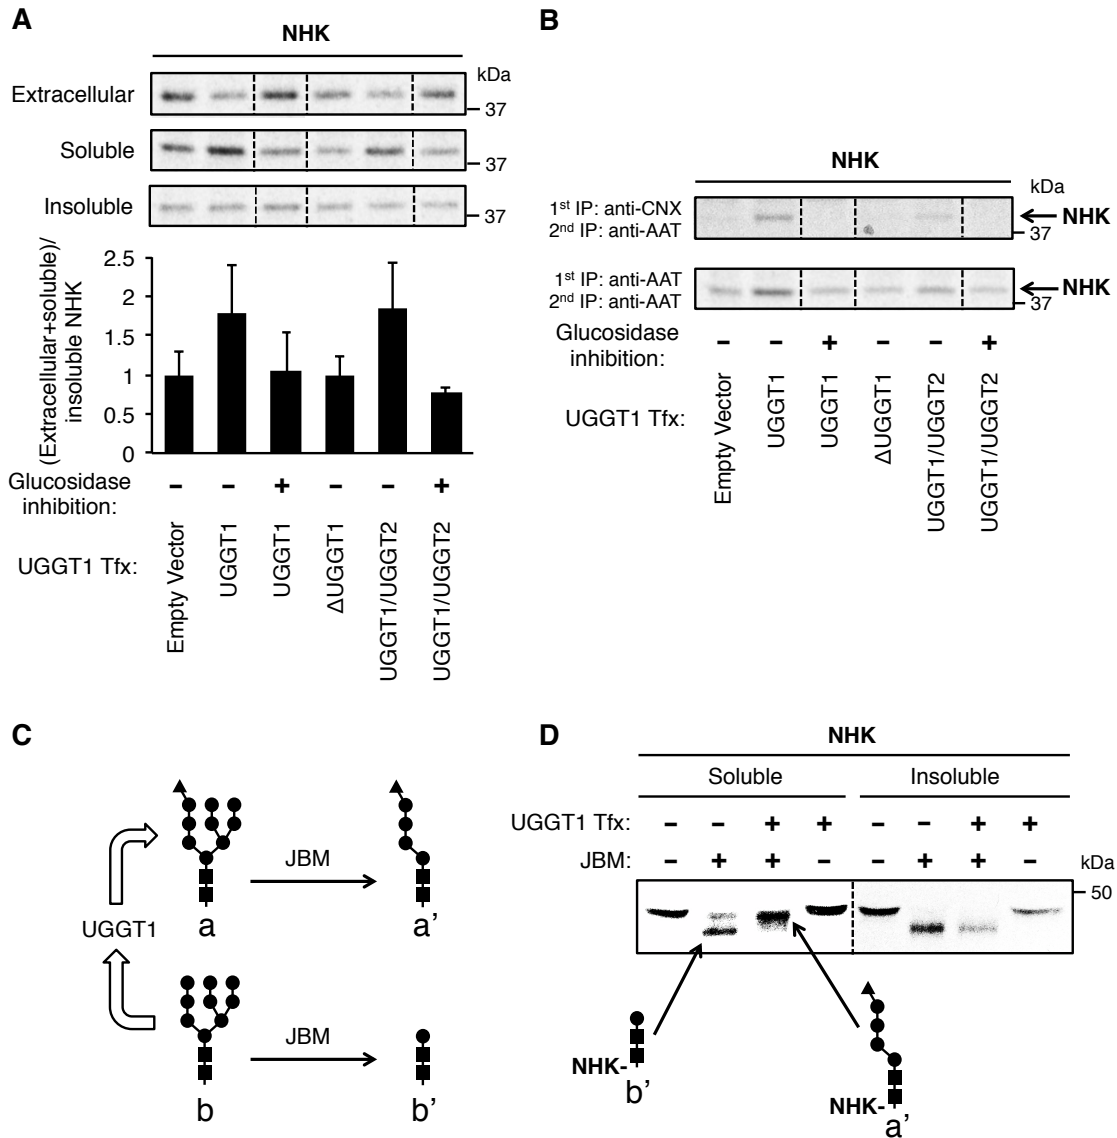 A
NHK
kDa
Extracellular
37
Soluble
37
Insoluble
37
(Extracellular+soluble)/
insoluble NHK
2.5
2
1.5
1
0.5
0
Glucosidase
inhibition:
– – + – – +
UGGT1 Tfx:
Empty Vector
UGGT1
UGGT1
ΔUGGT1
UGGT1/UGGT2
UGGT1/UGGT2
B
NHK
kDa
1st IP: anti-CNX
2nd IP: anti-AAT
NHK
37
1st IP: anti-AAT
2nd IP: anti-AAT
NHK
37
Glucosidase
inhibition:
– – + – – +
UGGT1 Tfx:
Empty Vector
UGGT1
UGGT1
ΔUGGT1
UGGT1/UGGT2
UGGT1/UGGT2
C
JBM
a
a’
UGGT1
JBM
b
b’
D
NHK
Soluble
Insoluble
UGGT1 Tfx: – – + + – – + +
JBM: – + + – – + + –
kDa
50
NHK-
b’
NHK-
a’